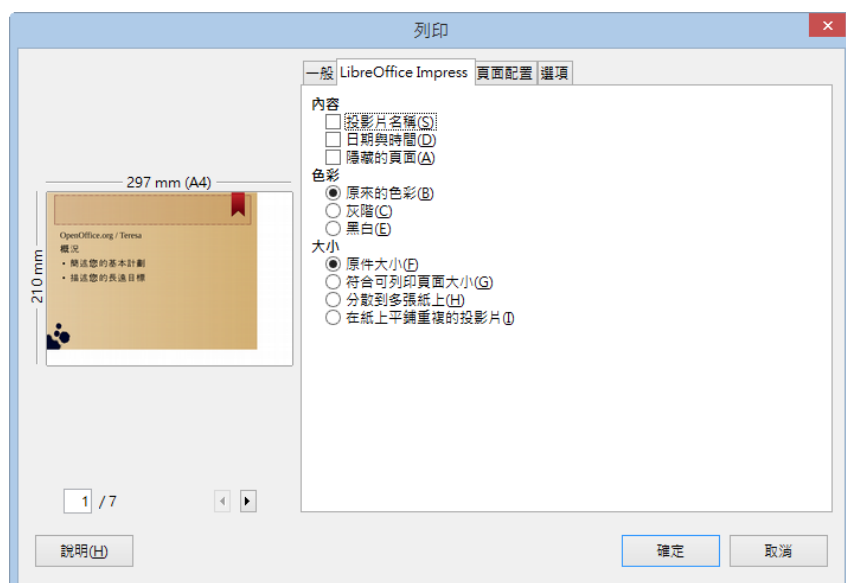 列印
一般 LibreOffice Impress 頁面配置 選項
內容
投影片名稱(S)
日期與時間(D)
隱藏的頁面(A)
色彩
原來的色彩(B)
灰階(C)
黑白(E)
大小
原件大小(F)
符合可列印頁面大小(G)
分散到多張紙上(H)
在紙上平鋪重複的投影片(I)
297 mm (A4)
210 mm
OpenOffice.org / Teresa
概況
• 簡述您的基本計劃
• 描述您的長遠目標
1 / 7
說明(H)
確定
取消